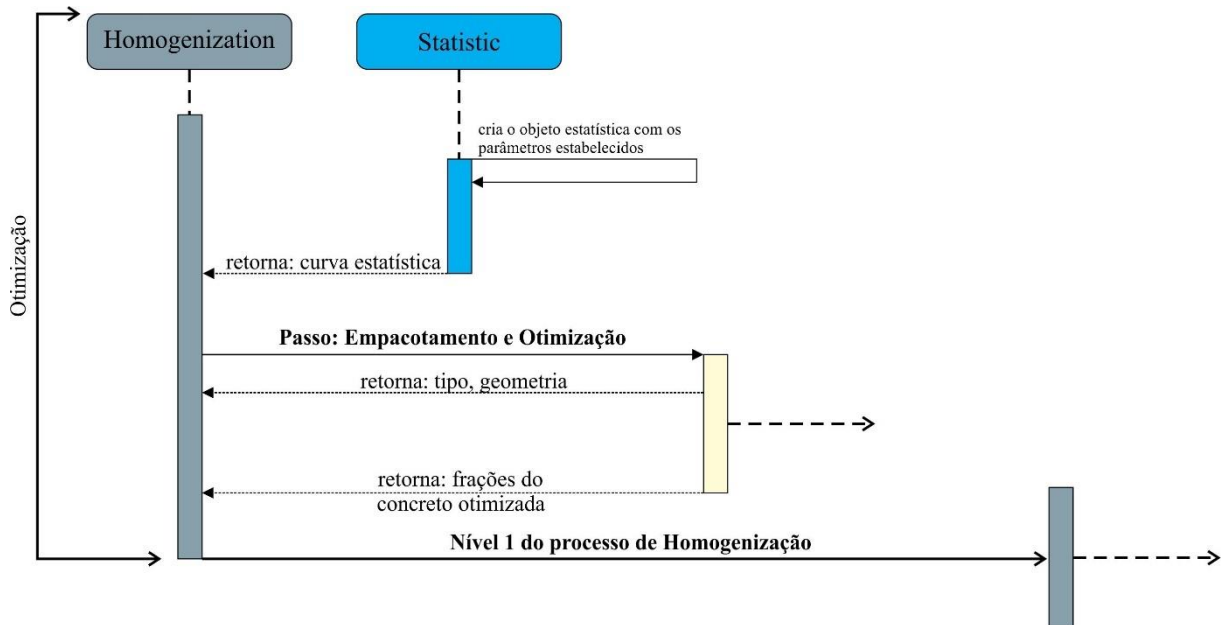 Homogenization
Statistic
cria o objeto estatística com os
parâmetros estabelecidos
Otimização
retorna: curva estatística
Passo: Empacotamento e Otimização
retorna: tipo, geometria
retorna: frações do
concreto otimizada
Nível 1 do processo de Homogenização